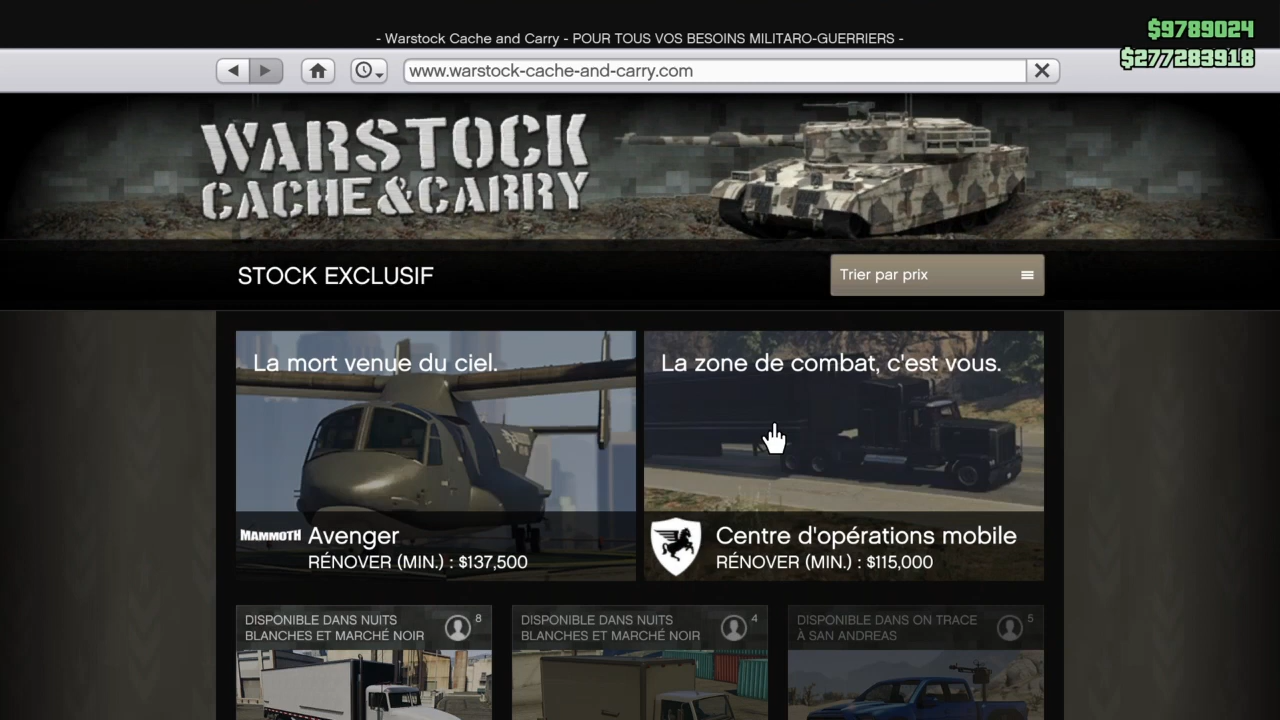 - Warstock Cache and Carry - POUR TOUS VOS BESOINS MILITARO-GUERRIERS -
$9789024
$277283918
www.warstock-cache-and-carry.com
WARSTOCK
CACHE&CARRY
STOCK EXCLUSIF
Trier par prix
La mort venue du ciel.
La zone de combat, c'est vous.
MAMMOTH
Avenger
RÉNOVER (MIN.) : $137,500
Centre d'opérations mobile
RÉNOVER (MIN.) : $115,000
DISPONIBLE DANS NUITS
BLANCHES ET MARCHÉ NOIR
8
DISPONIBLE DANS NUITS
BLANCHES ET MARCHÉ NOIR
4
DISPONIBLE DANS ON TRACE
À SAN ANDREAS
5